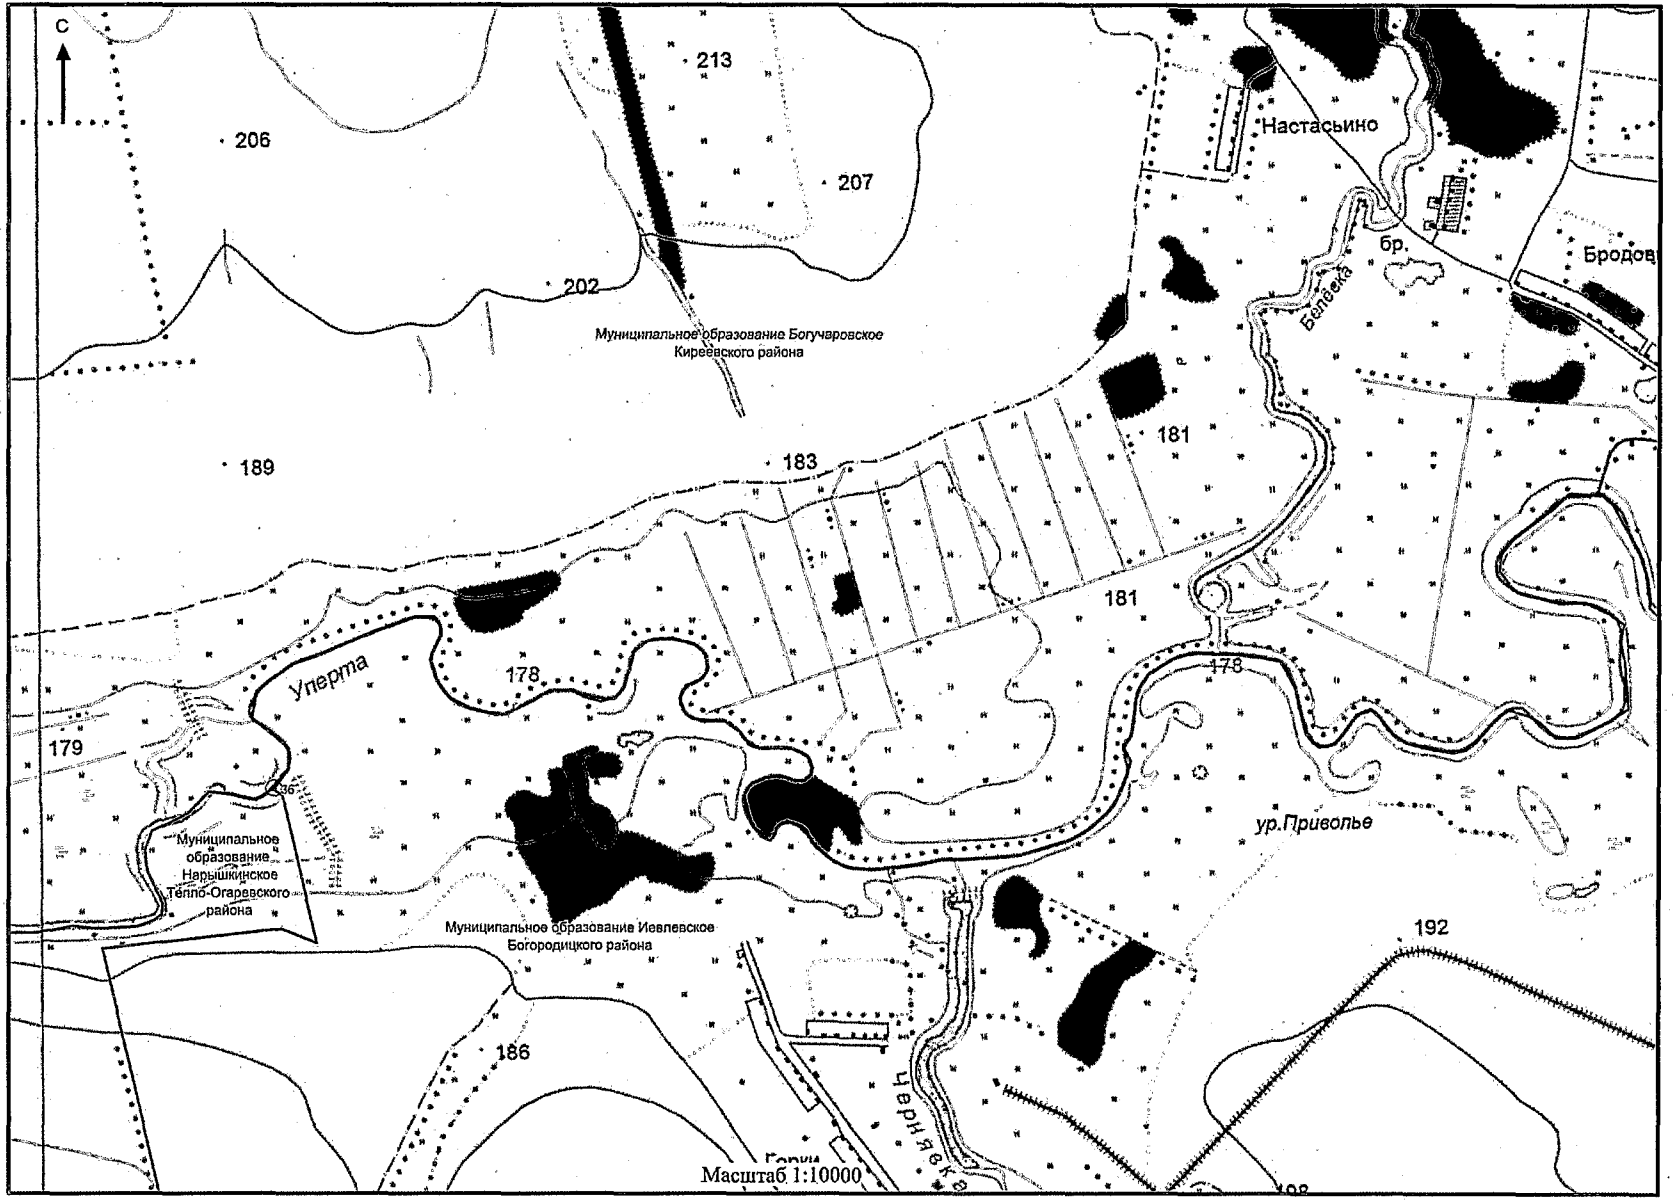 С
213
206
Настасьино
207
бр.
Бродов
202
Белевка
Муниципальное образование Богучаровское
Киреевского района
р
181
189
183
181
Уперта
178
178
179
36
ур.Приволье
Муниципальное
образование
Нарышкинское
Тепло-Огаревского
района
Муниципальное образование Иевлевское
Богородицкого района
192
186
Чернявка
Горки
Масштаб 1:10000
198